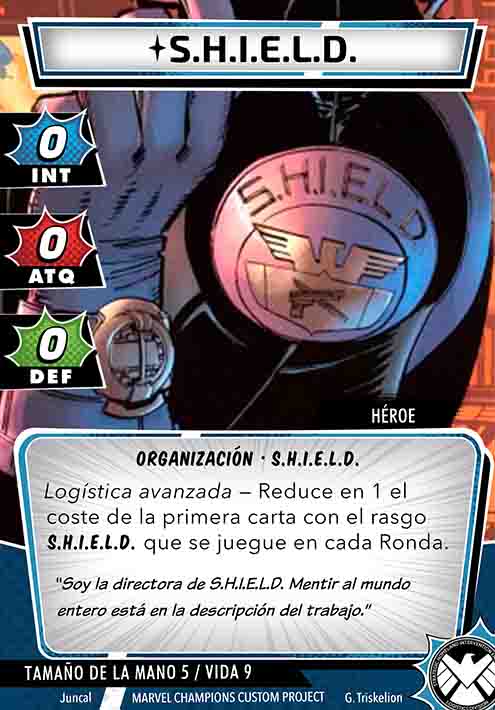 S.H.I.E.L.D.
0
INT
0
ATQ
0
DEF
S.H.I.E.L.D
HÉROE
ORGANIZACIÓN · S.H.I.E.L.D.
Logística avanzada – Reduce en 1 el
coste de la primera carta con el rasgo
S.H.I.E.L.D. que se juegue en cada Ronda.
"Soy la directora de S.H.I.E.L.D. Mentir al mundo
entero está en la descripción del trabajo."
TAMAÑO DE LA MANO 5 / VIDA 9
Juncal
MARVEL CHAMPIONS CUSTOM PROJECT
G. Triskelion